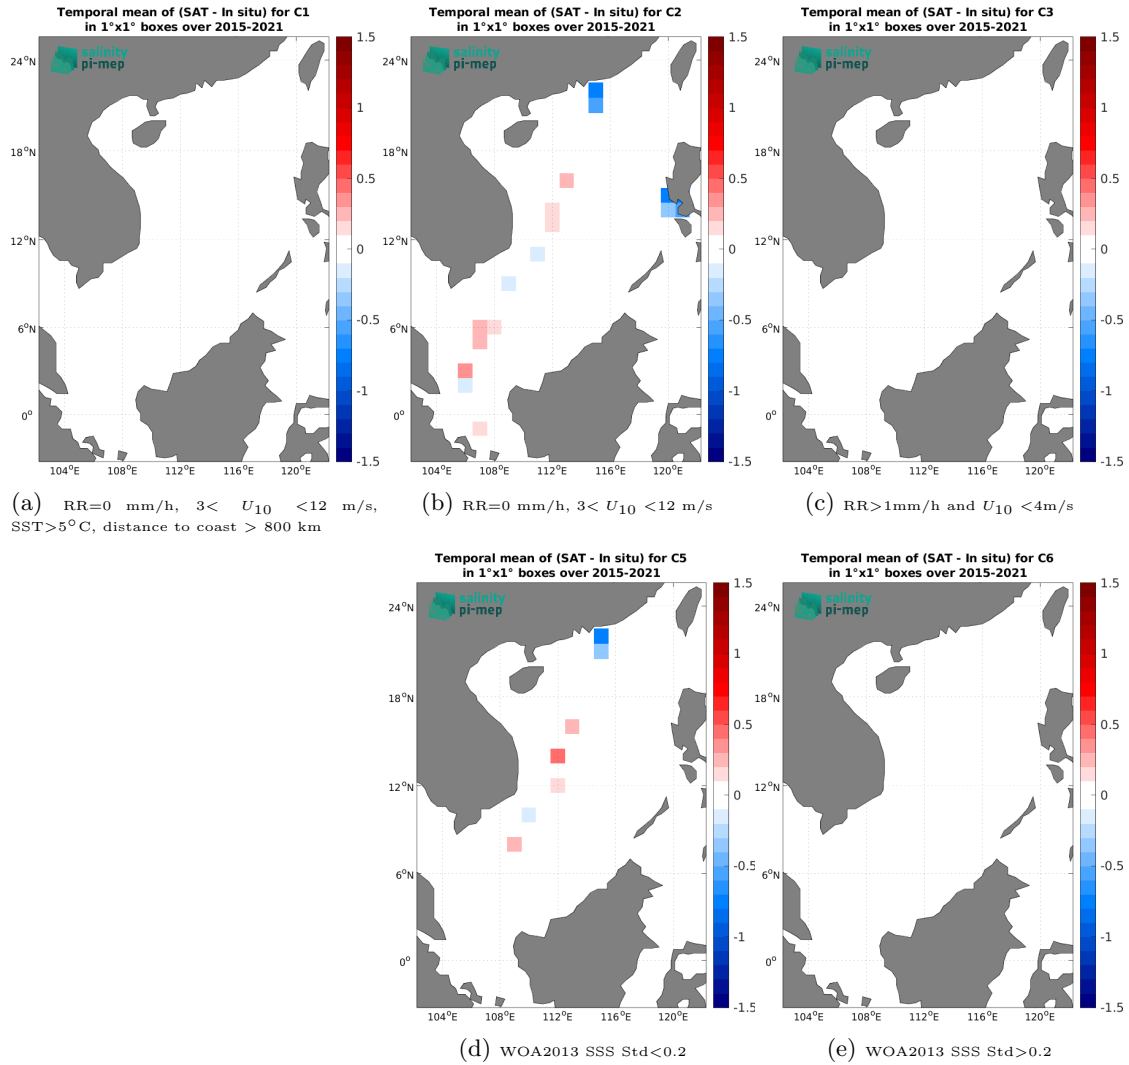 Temporal mean of (SAT - In situ) for C1
in 1°x1° boxes over 2015-2021
salinity
pi-mep
24°N
18°N
12°N
6°N
0°
104°E 108°E 112°E 116°E 120°E
1.5
1
0.5
0
-0.5
-1
-1.5
(a) RR=0 mm/h, 3< U10 <12 m/s,
SST>5°C, distance to coast > 800 km
Temporal mean of (SAT - In situ) for C2
in 1°x1° boxes over 2015-2021
salinity
pi-mep
24°N
18°N
12°N
6°N
0°
104°E 108°E 112°E 116°E 120°E
1.5
1
0.5
0
-0.5
-1
-1.5
(b) RR=0 mm/h, 3< U10 <12 m/s
Temporal mean of (SAT - In situ) for C3
in 1°x1° boxes over 2015-2021
salinity
pi-mep
24°N
18°N
12°N
6°N
0°
104°E 108°E 112°E 116°E 120°E
1.5
1
0.5
0
-0.5
-1
-1.5
(c) RR>1mm/h and U10 <4m/s
Temporal mean of (SAT - In situ) for C5
in 1°x1° boxes over 2015-2021
salinity
pi-mep
24°N
18°N
12°N
6°N
0°
104°E 108°E 112°E 116°E 120°E
1.5
1
0.5
0
-0.5
-1
-1.5
(d) WOA2013 SSS Std<0.2
Temporal mean of (SAT - In situ) for C6
in 1°x1° boxes over 2015-2021
salinity
pi-mep
24°N
18°N
12°N
6°N
0°
104°E 108°E 112°E 116°E 120°E
1.5
1
0.5
0
-0.5
-1
-1.5
(e) WOA2013 SSS Std>0.2